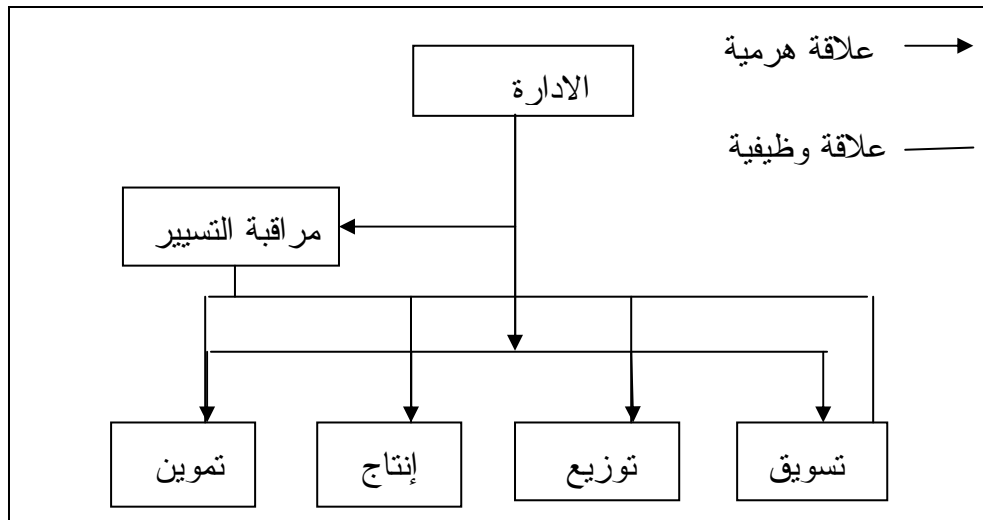 علاقة هرمية
الادارة
علاقة وظيفية
مراقبة التسيير
تسويق
توزيع
إنتاج
تموين